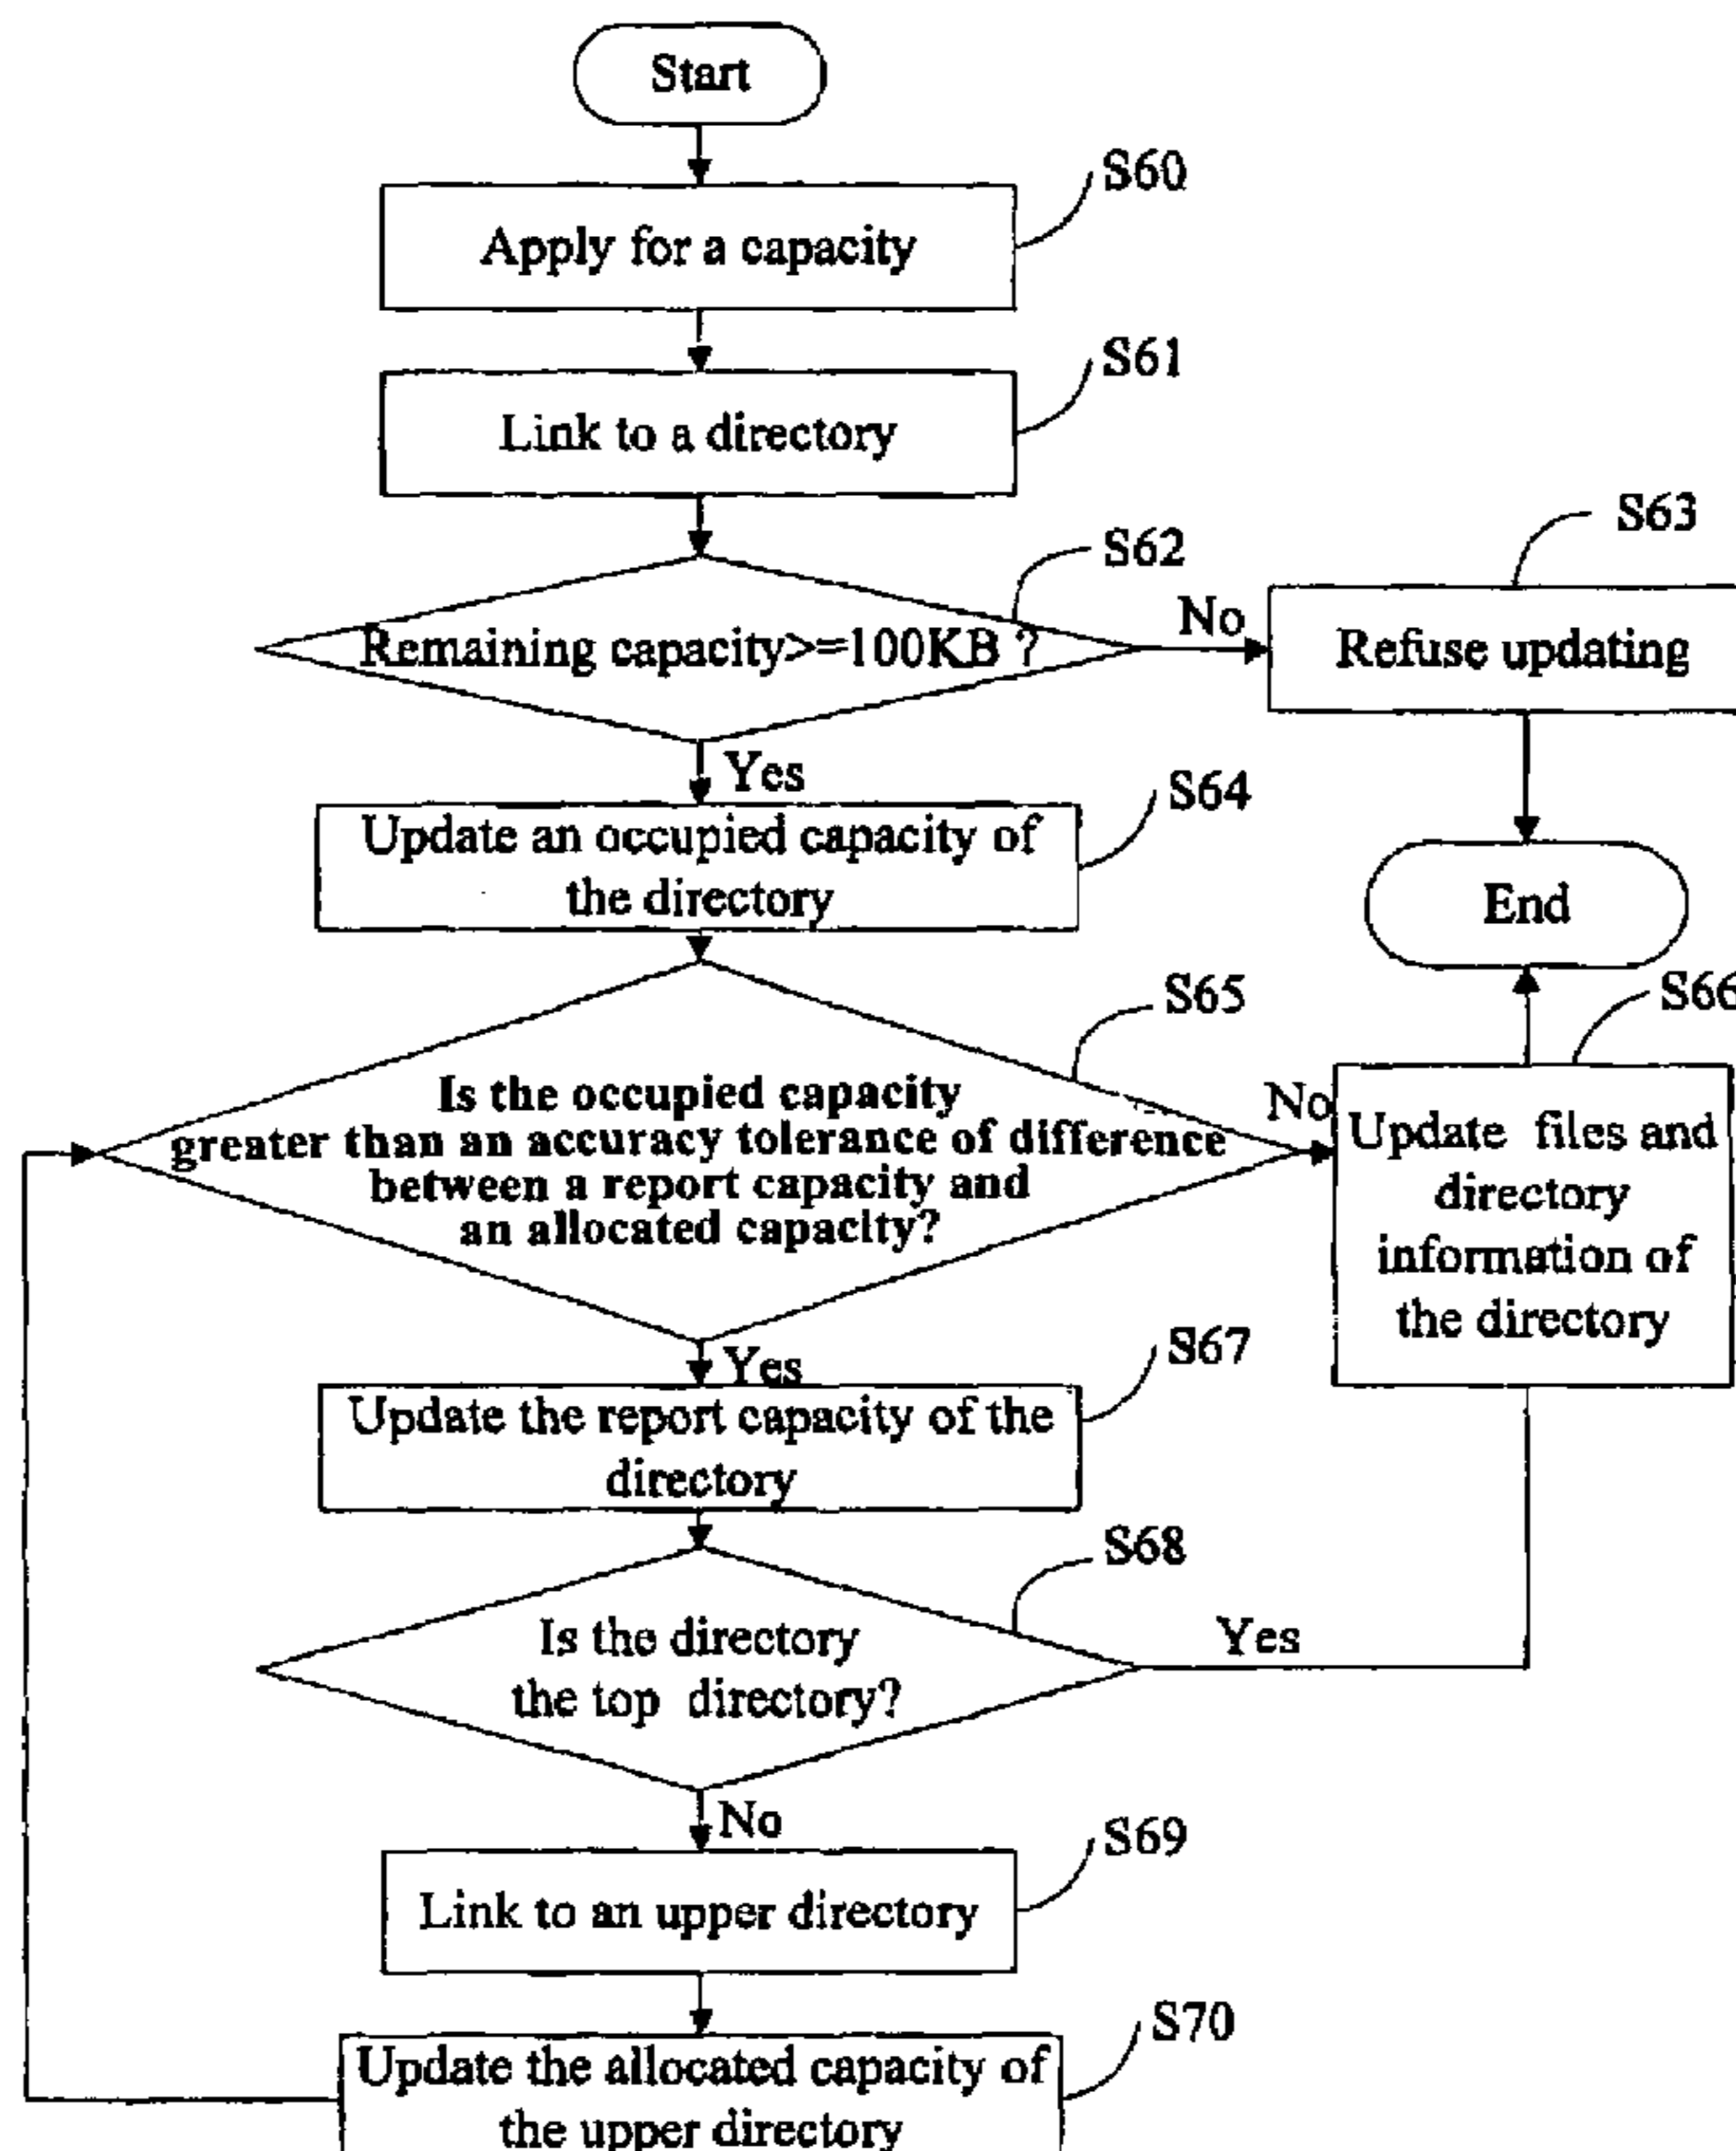 Start
S60
Apply for a capacity
S61
Link to a directory
S62
Remaining capacity>=100KB ?
No
S63
Refuse updating
Yes
S64
Update an occupied capacity of
the directory
End
S65
S66
Is the occupied capacity
greater than an accuracy tolerance of difference
between a report capacity and
an allocated capacity?
No
Update files and
directory
information of
the directory
Yes
S67
Update the report capacity of the
directory
S68
Is the directory
the top directory?
Yes
No
S69
Link to an upper directory
S70
Update the allocated capacity of
the upper directory